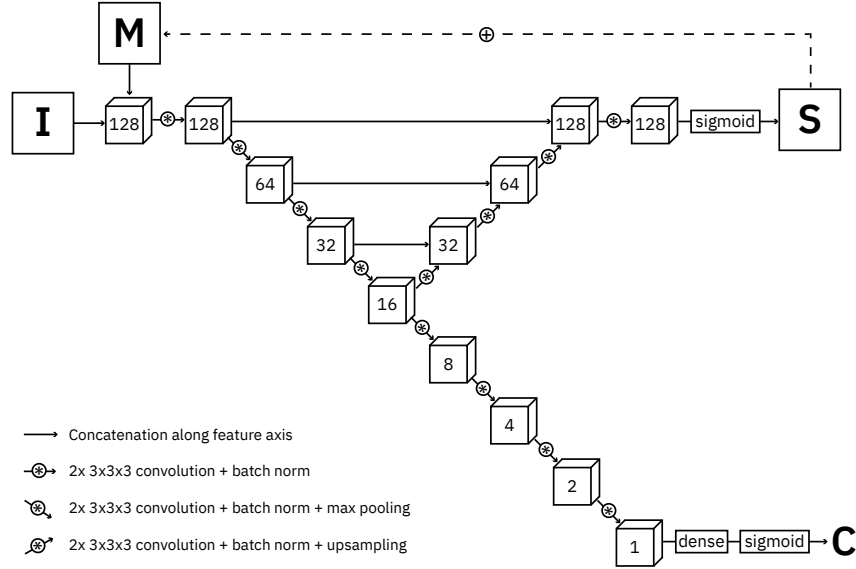 M
I
128
128
128
128
sigmoid
S
64
64
32
32
16
8
4
2
1
dense
sigmoid
C
Concatenation along feature axis
2x 3x3x3 convolution + batch norm
2x 3x3x3 convolution + batch norm + max pooling
2x 3x3x3 convolution + batch norm + upsampling